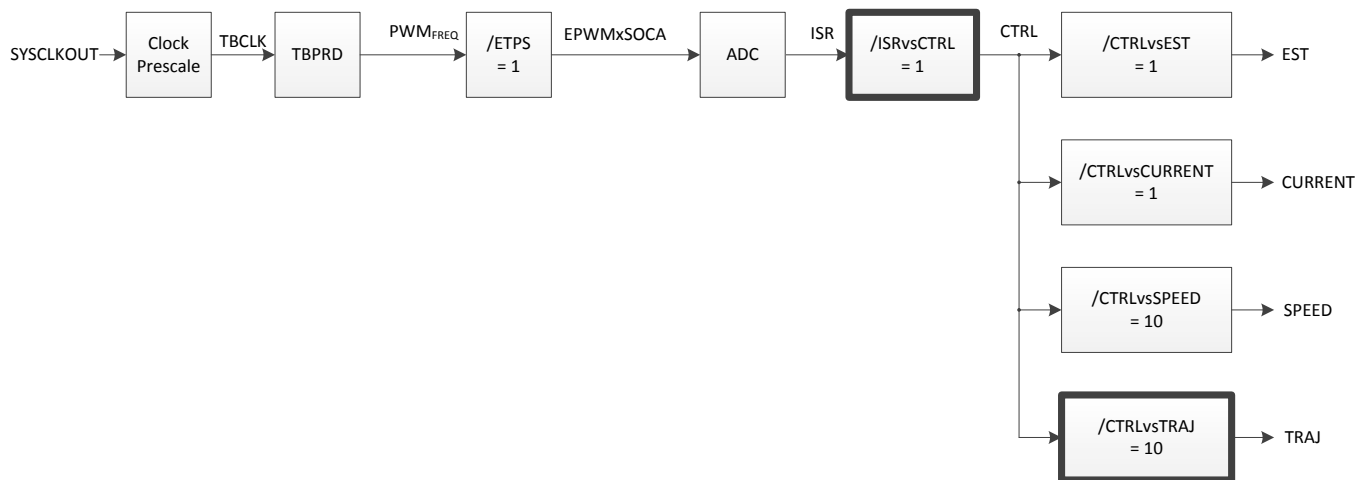 SYSCLKOUT
Clock
Prescale
TBCLK
TBPRD
PWMFREQ
/ETPS
= 1
EPWMxSOCA
ADC
ISR
/ISRvsCTRL
= 1
CTRL
/CTRLvsEST
= 1
EST
/CTRLvsCURRENT
= 1
CURRENT
/CTRLvsSPEED
= 10
SPEED
/CTRLvsTRAJ
= 10
TRAJ